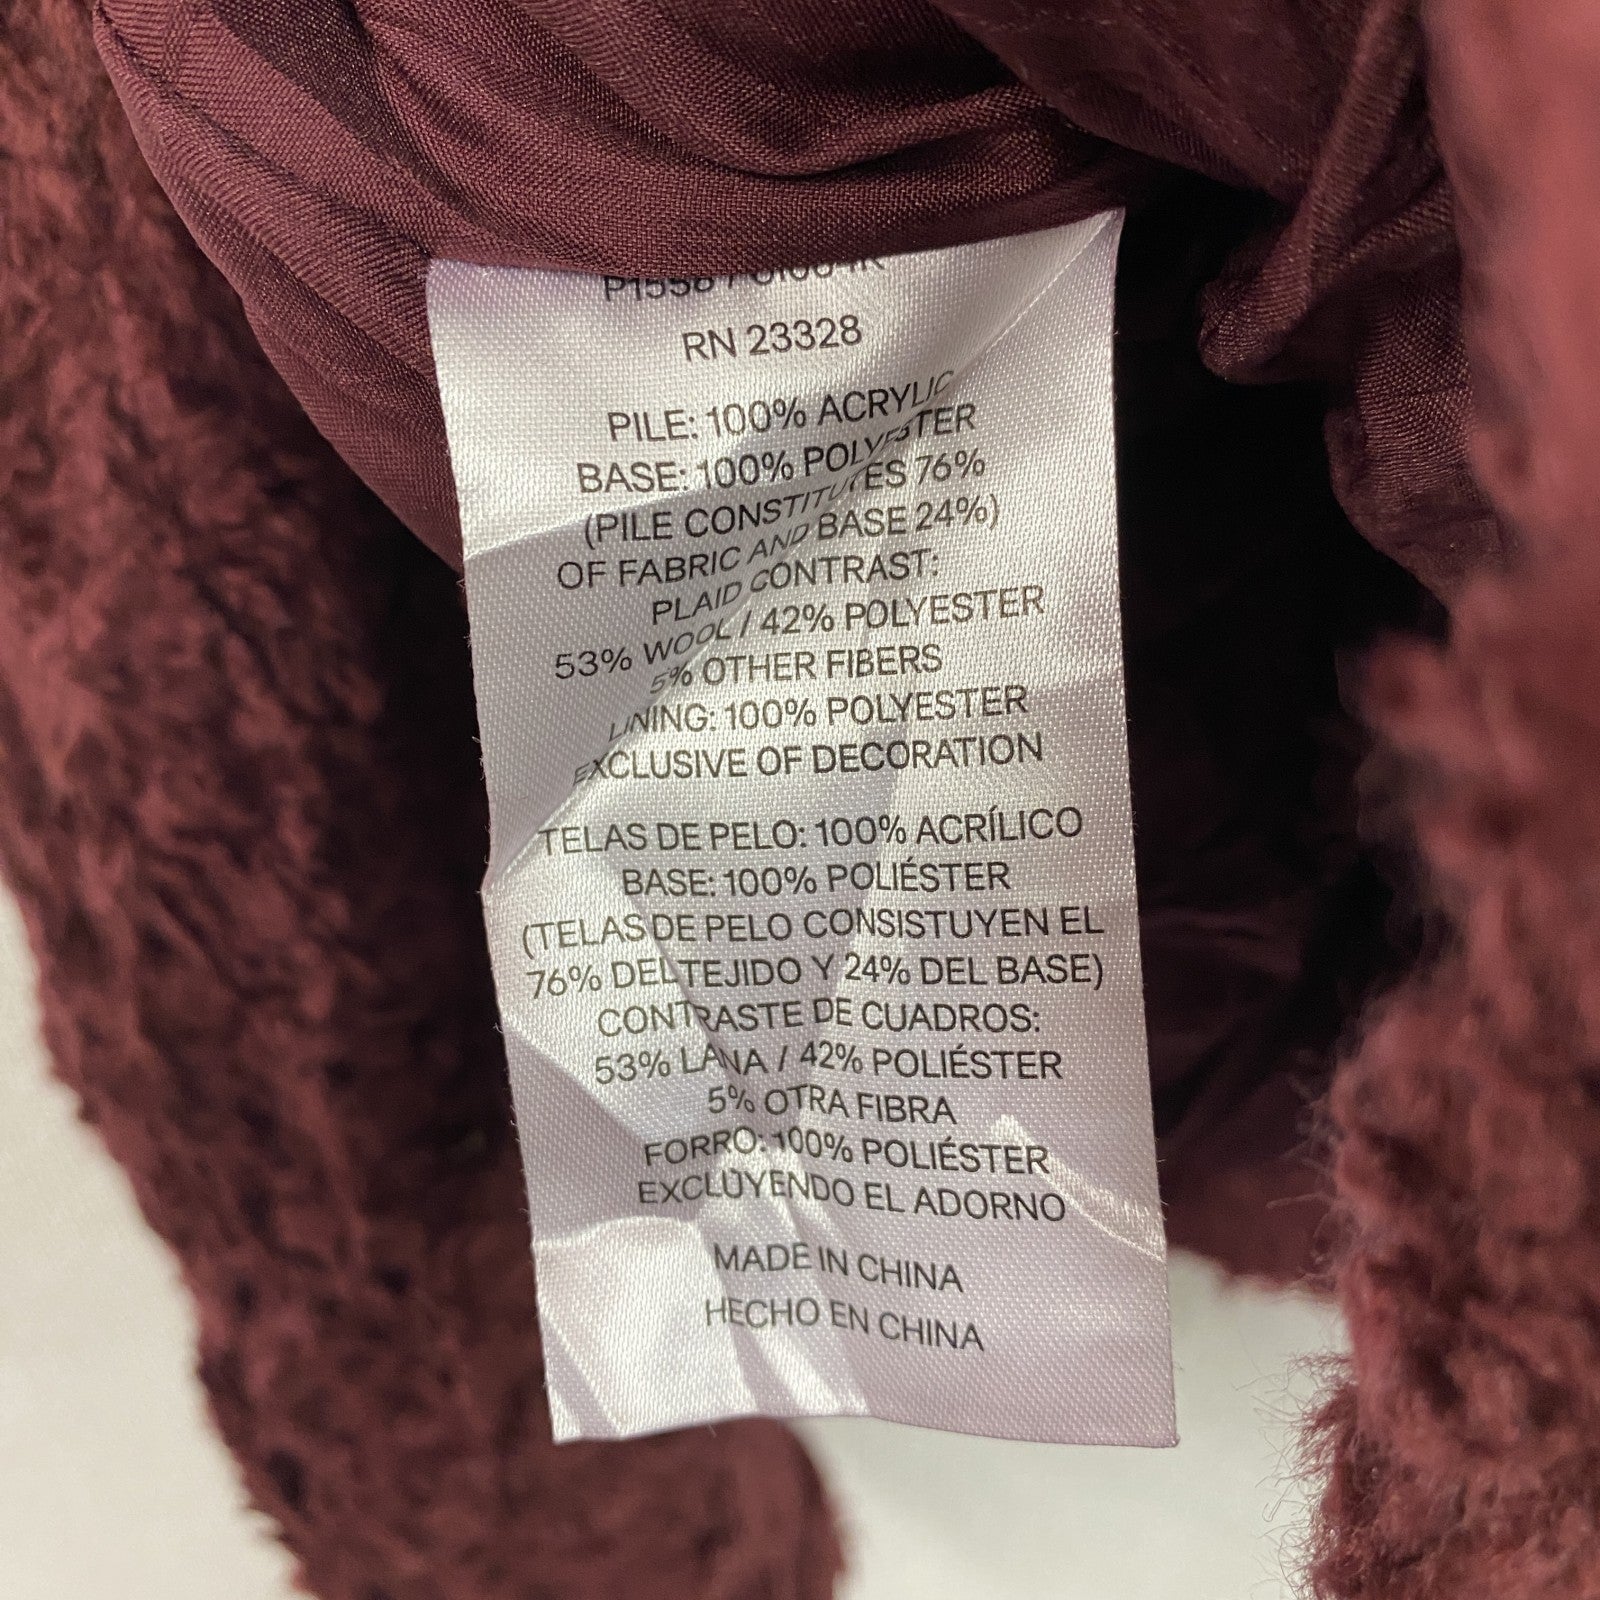 RN 23328
PILE: 100% ACRYLIC
BASE: 100% POLYESTER
(PILE CONSTITUTES 76%
OF FABRIC AND BASE 24%)
PLAID CONTRAST:
53% WOOL / 42% POLYESTER
5% OTHER FIBERS
LINING: 100% POLYESTER
EXCLUSIVE OF DECORATION
TELAS DE PELO: 100% ACRÍLICO
BASE: 100% POLIÉSTER
(TELAS DE PELO CONSISTUYEN EL
76% DEL TEJIDO Y 24% DEL BASE)
CONTRASTE DE CUADROS:
53% LANA / 42% POLIÉSTER
5% OTRA FIBRA
FORRO: 100% POLIÉSTER
EXCLUYENDO EL ADORNO
MADE IN CHINA
HECHO EN CHINA